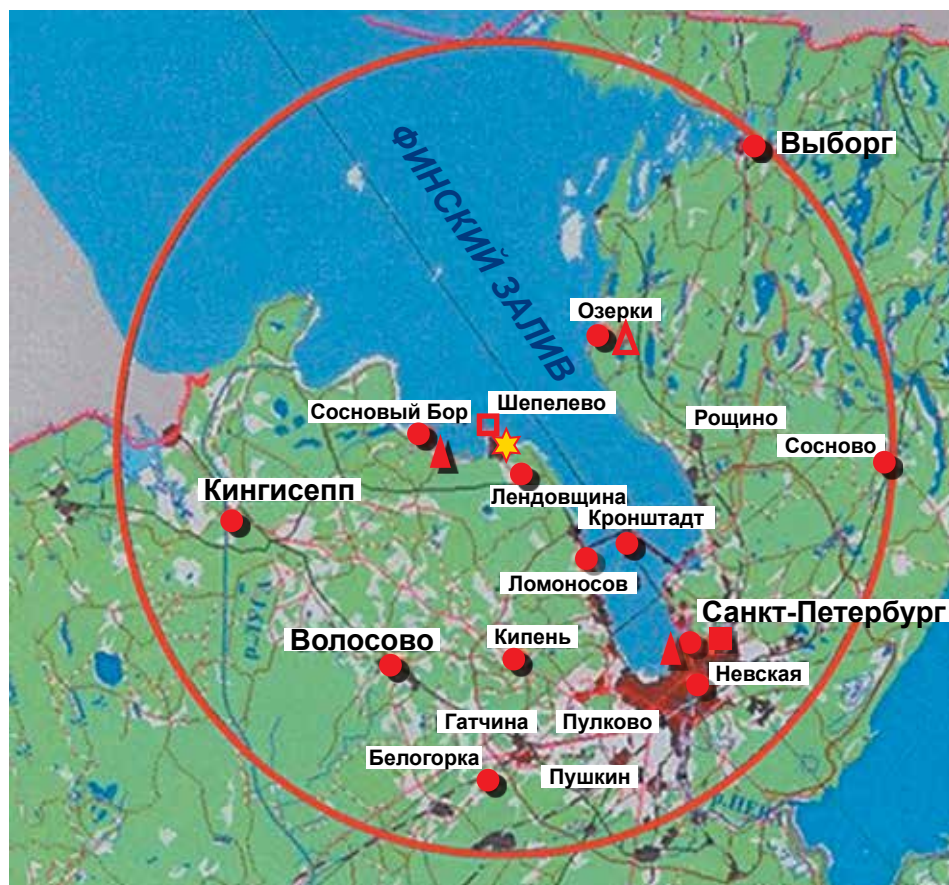 Выборг
ФИНСКИЙ ЗАЛИВ
Озерки
Шепелево
Сосновый Бор
Рощино
Сосново
Лендовщина
Кингисепп
Кронштадт
Ломоносов
Санкт-Петербург
Волосово
Кипень
Невская
Гатчина
Пулково
Белогорка
Пушкин